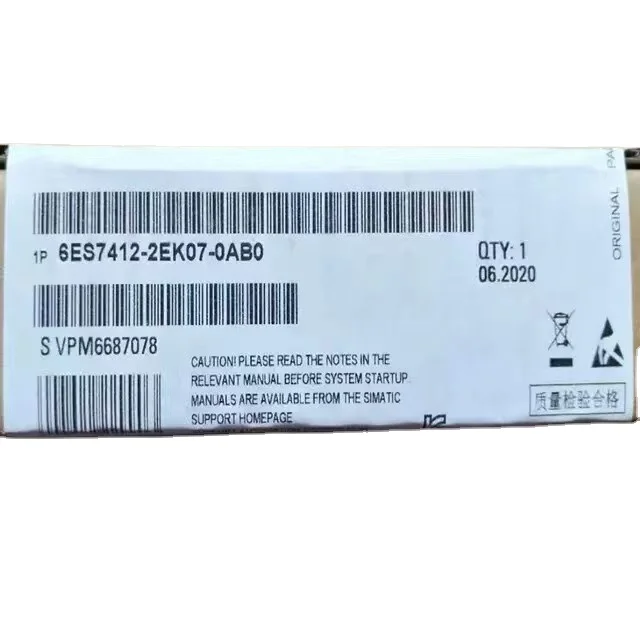 1P 6ES7412-2EK07-0AB0
QTY: 1
06.2020
S VPM6687078
CAUTION! PLEASE READ THE NOTES IN THE
RELEVANT MANUAL BEFORE SYSTEM STARTUP.
MANUALS ARE AVAILABLE FROM THE SIMATIC
SUPPORT HOMEPAGE
质量检验合格
ORIGINAL